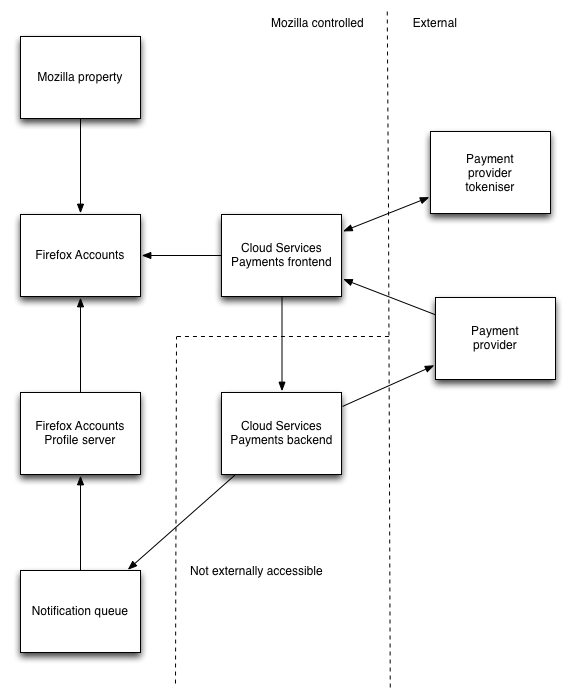 Mozilla controlled
External
Mozilla property
Payment
provider
tokeniser
Firefox Accounts
Cloud Services
Payments frontend
Payment
provider
Firefox Accounts
Profile server
Cloud Services
Payments backend
Not externally accessible
Notification queue